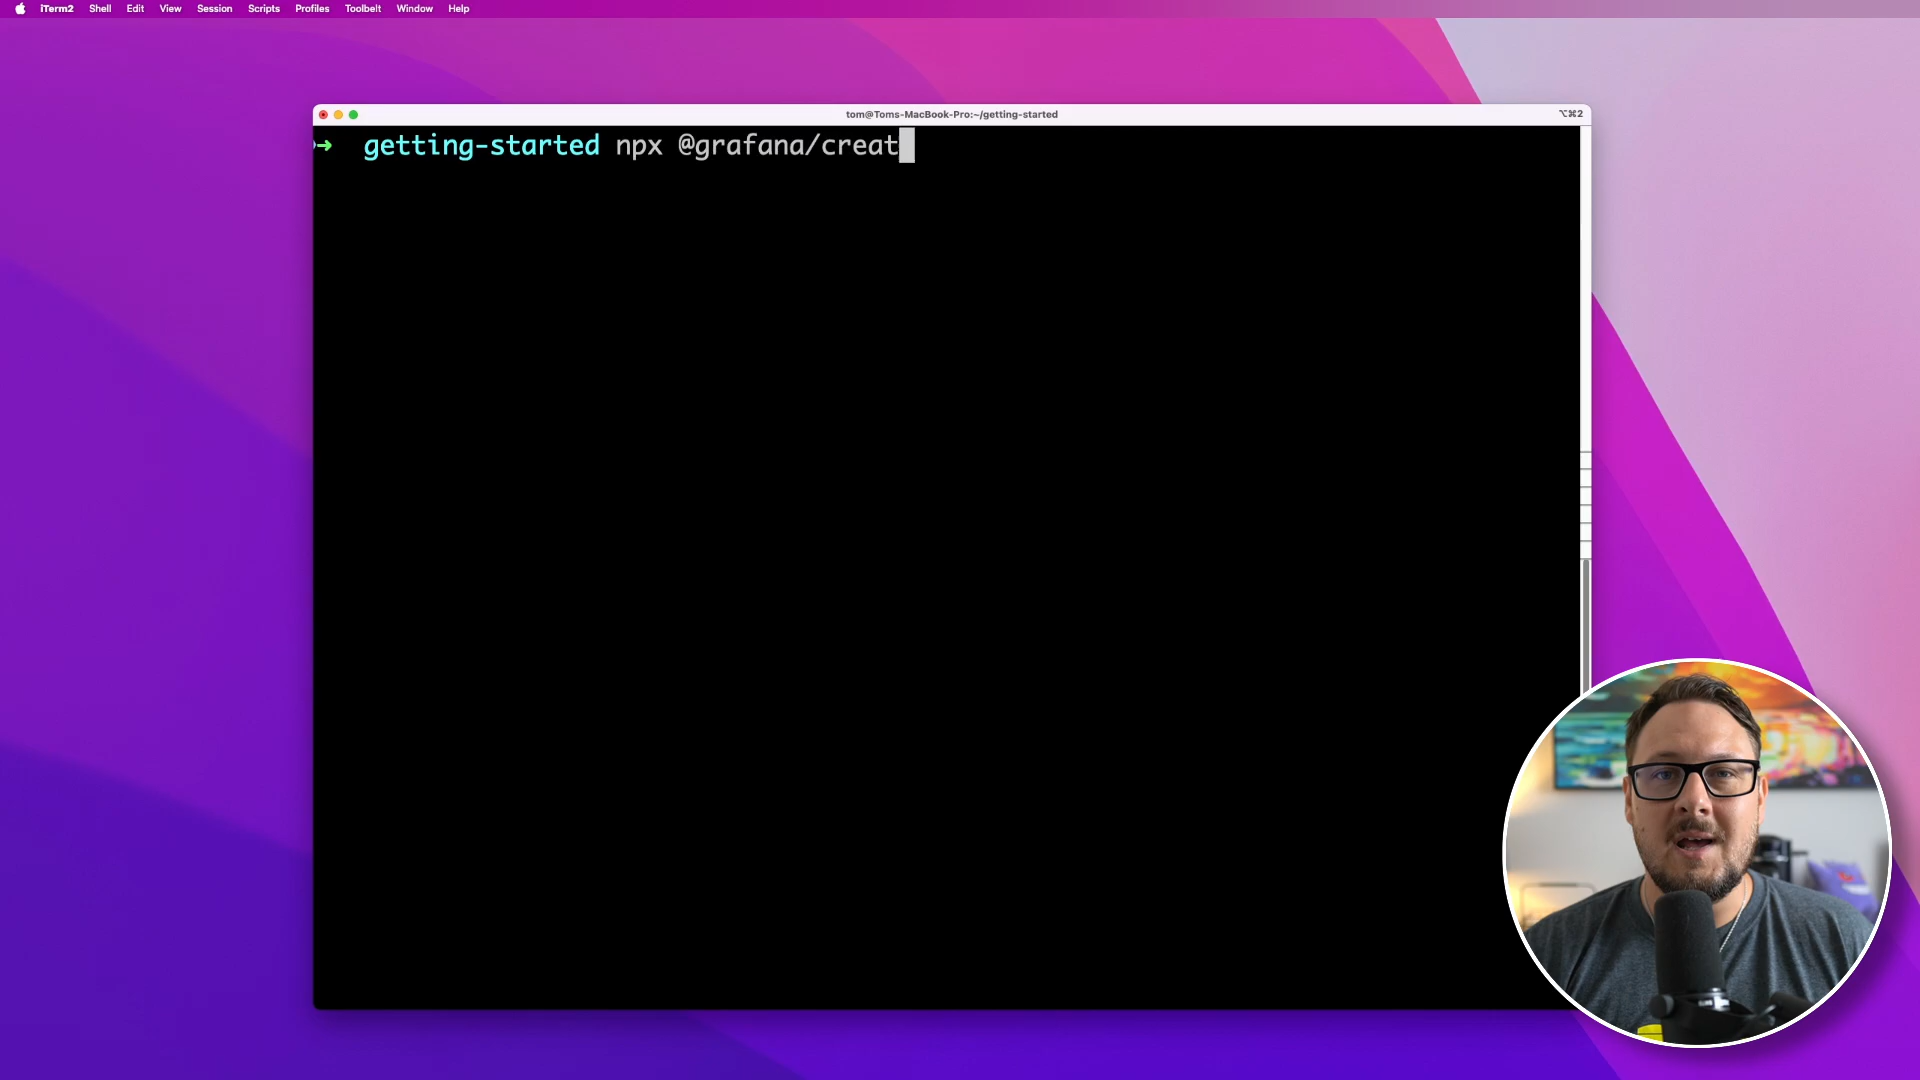 iTerm2 Shell Edit View Session Scripts Profiles Toolbelt Window Help
tom@Toms-MacBook-Pro:~/getting-started ⌥⌘2
➜ getting-started npx @grafana/creat